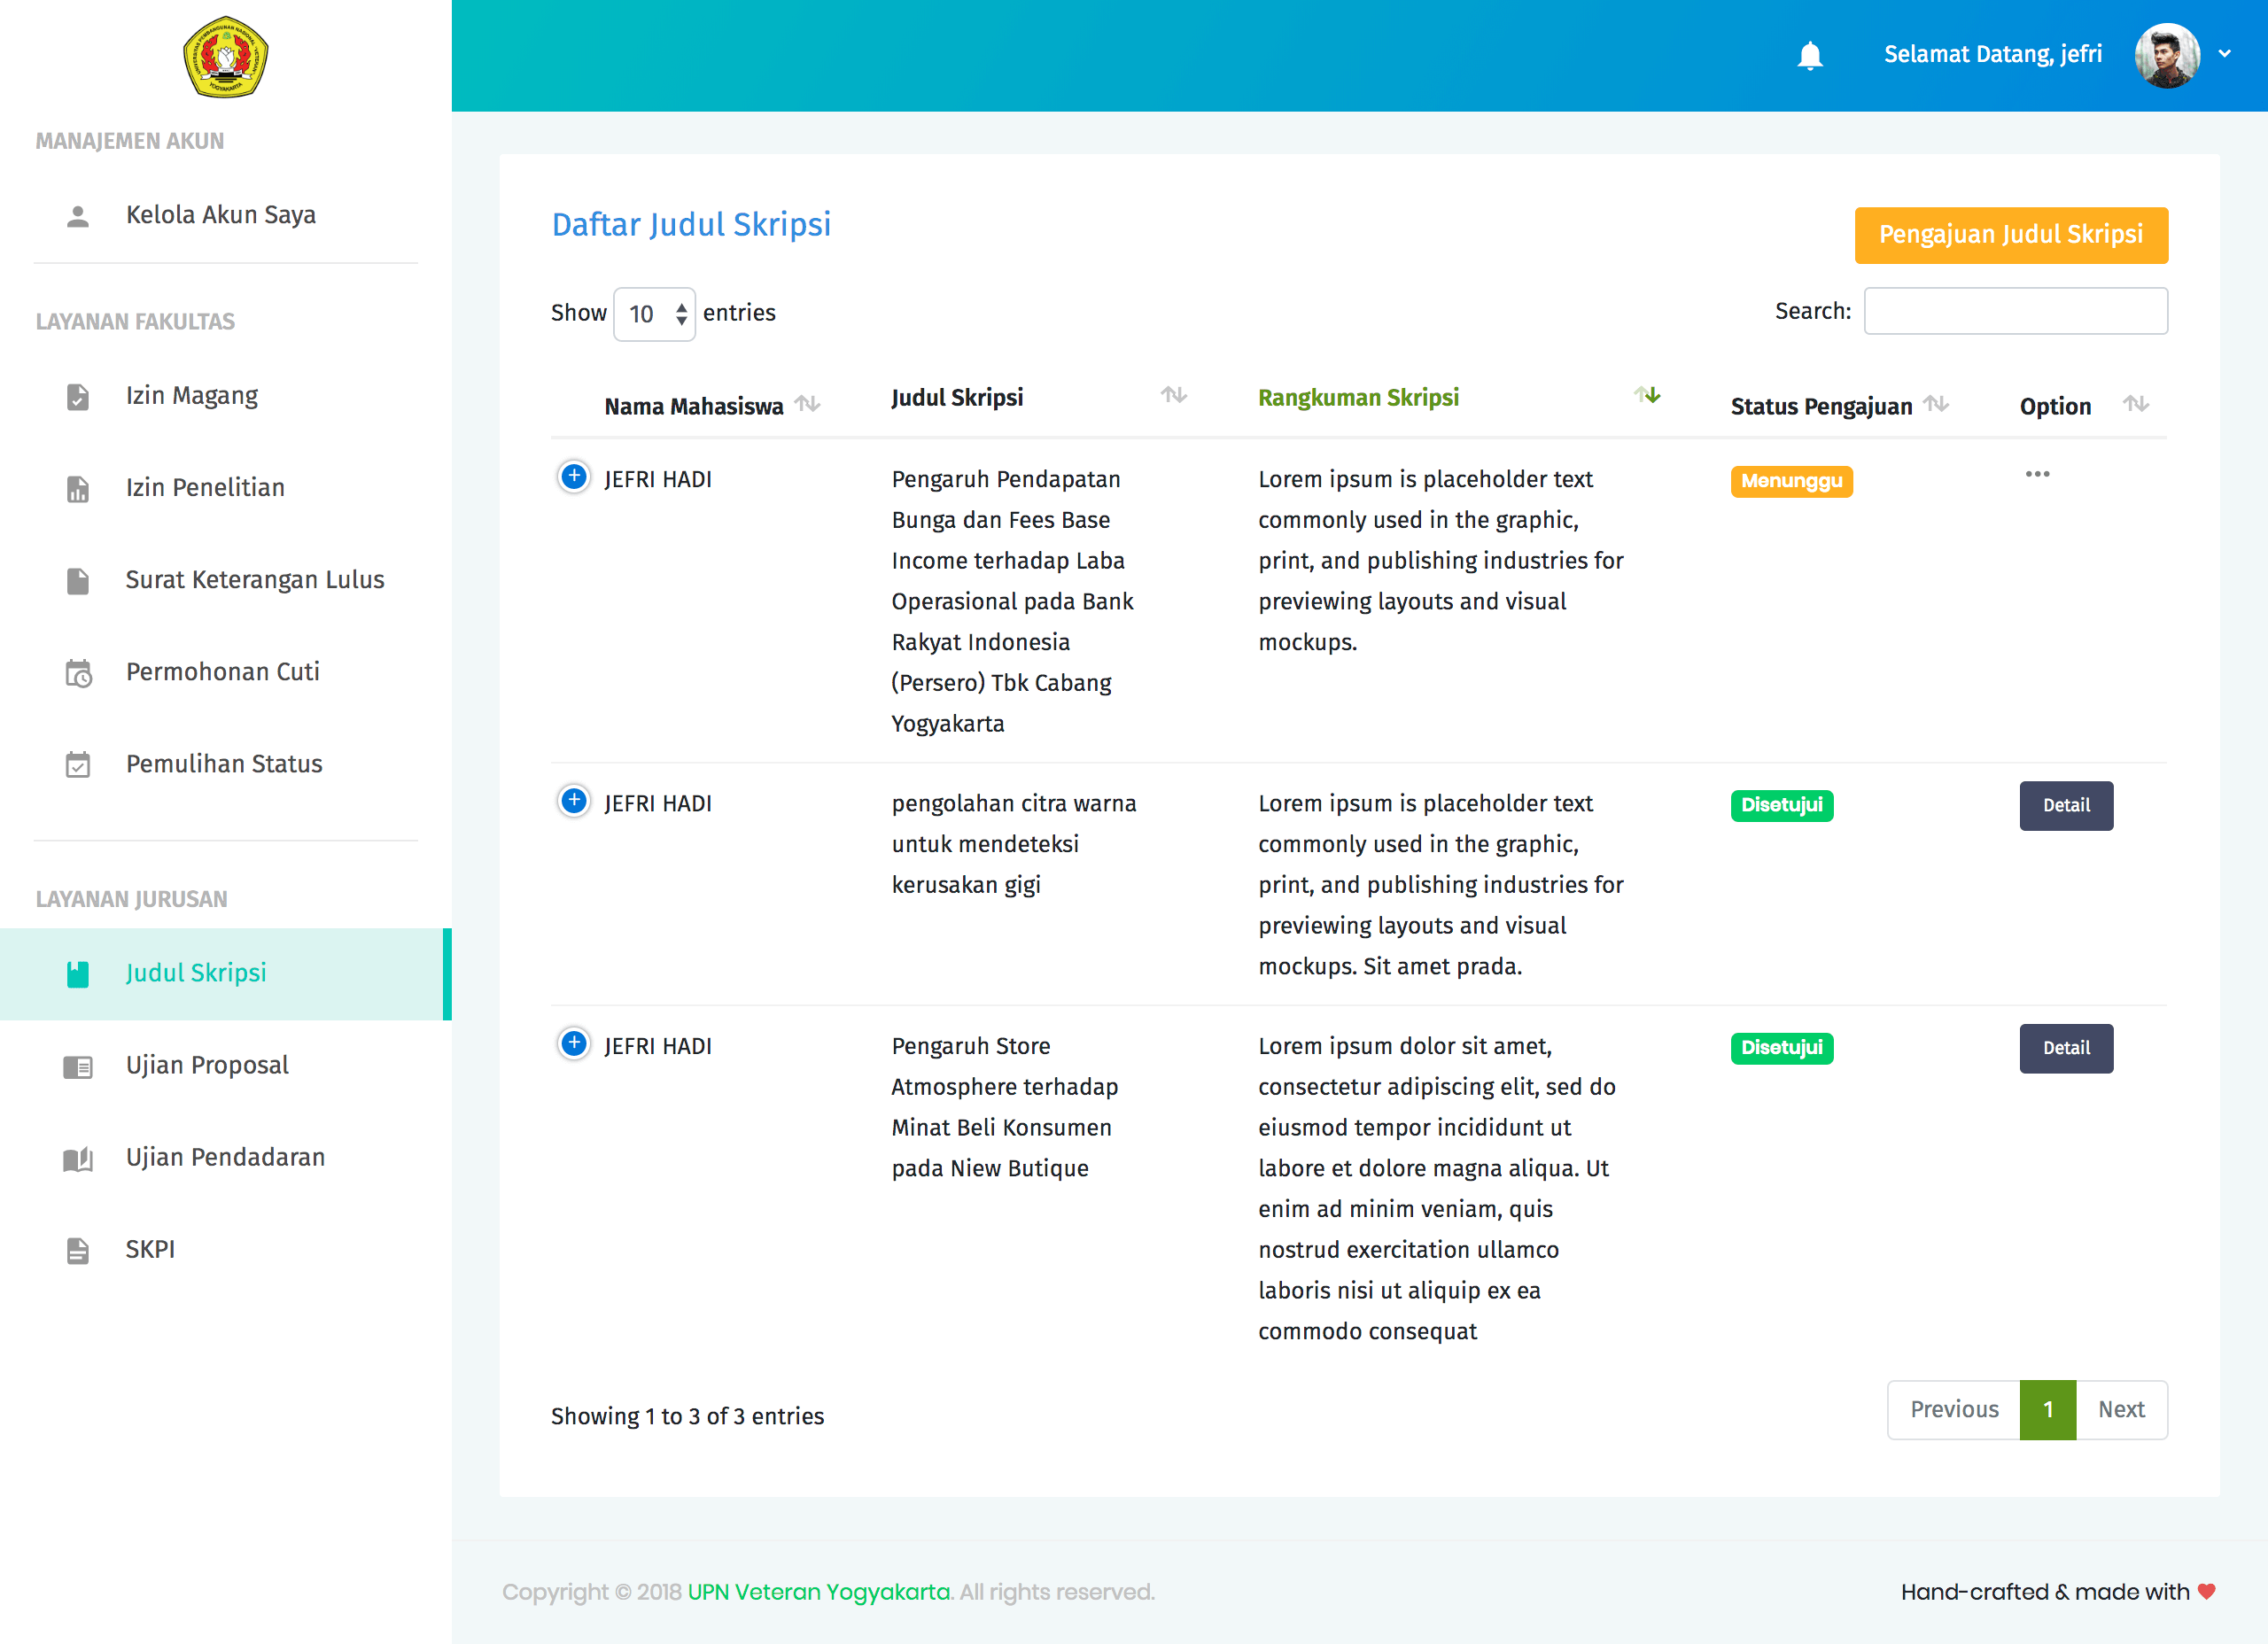 UNIVERSITAS PEMBANGUNAN NASIONAL "VETERAN"
YOGYAKARTA
Selamat Datang, jefri
MANAJEMEN AKUN
Kelola Akun Saya
LAYANAN FAKULTAS
Izin Magang
Izin Penelitian
Surat Keterangan Lulus
Permohonan Cuti
Pemulihan Status
LAYANAN JURUSAN
Judul Skripsi
Ujian Proposal
Ujian Pendadaran
SKPI
Daftar Judul Skripsi
Pengajuan Judul Skripsi
Show 10 entries
Search:
Nama Mahasiswa Judul Skripsi Rangkuman Skripsi Status Pengajuan Option
JEFRI HADI
Pengaruh Pendapatan
Bunga dan Fees Base
Income terhadap Laba
Operasional pada Bank
Rakyat Indonesia
(Persero) Tbk Cabang
Yogyakarta
Lorem ipsum is placeholder text
commonly used in the graphic,
print, and publishing industries for
previewing layouts and visual
mockups.
Menunggu
JEFRI HADI
pengolahan citra warna
untuk mendeteksi
kerusakan gigi
Lorem ipsum is placeholder text
commonly used in the graphic,
print, and publishing industries for
previewing layouts and visual
mockups. Sit amet prada.
Disetujui
Detail
JEFRI HADI
Pengaruh Store
Atmosphere terhadap
Minat Beli Konsumen
pada Niew Butique
Lorem ipsum dolor sit amet,
consectetur adipiscing elit, sed do
eiusmod tempor incididunt ut
labore et dolore magna aliqua. Ut
enim ad minim veniam, quis
nostrud exercitation ullamco
laboris nisi ut aliquip ex ea
commodo consequat
Disetujui
Detail
Showing 1 to 3 of 3 entries
Previous 1 Next
Copyright © 2018 UPN Veteran Yogyakarta. All rights reserved.
Hand-crafted & made with